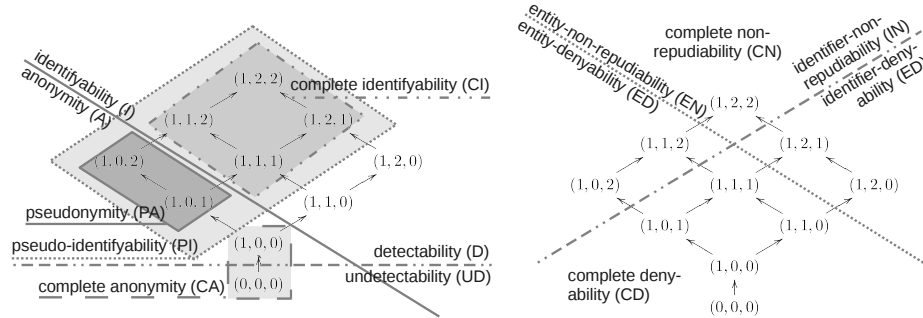 identifyability (I)
anonymity (A)
(1, 2, 2)
complete identifyability (CI)
(1, 1, 2)
(1, 2, 1)
(1, 0, 2)
(1, 1, 1)
(1, 2, 0)
(1, 0, 1)
(1, 1, 0)
pseudonymity (PA)
pseudo-identifyability (PI)
(1, 0, 0)
detectability (D)
undetectability (UD)
complete anonymity (CA)
(0, 0, 0)
entity-non-repudiability (EN)
entity-denyability (ED)
complete non-
repudiability (CN)
identifier-non-
repudiability (IN)
identifier-deny-
ability (ED)
(1, 2, 2)
(1, 1, 2)
(1, 2, 1)
(1, 0, 2)
(1, 1, 1)
(1, 2, 0)
(1, 0, 1)
(1, 1, 0)
(1, 0, 0)
complete deny-
ability (CD)
(0, 0, 0)